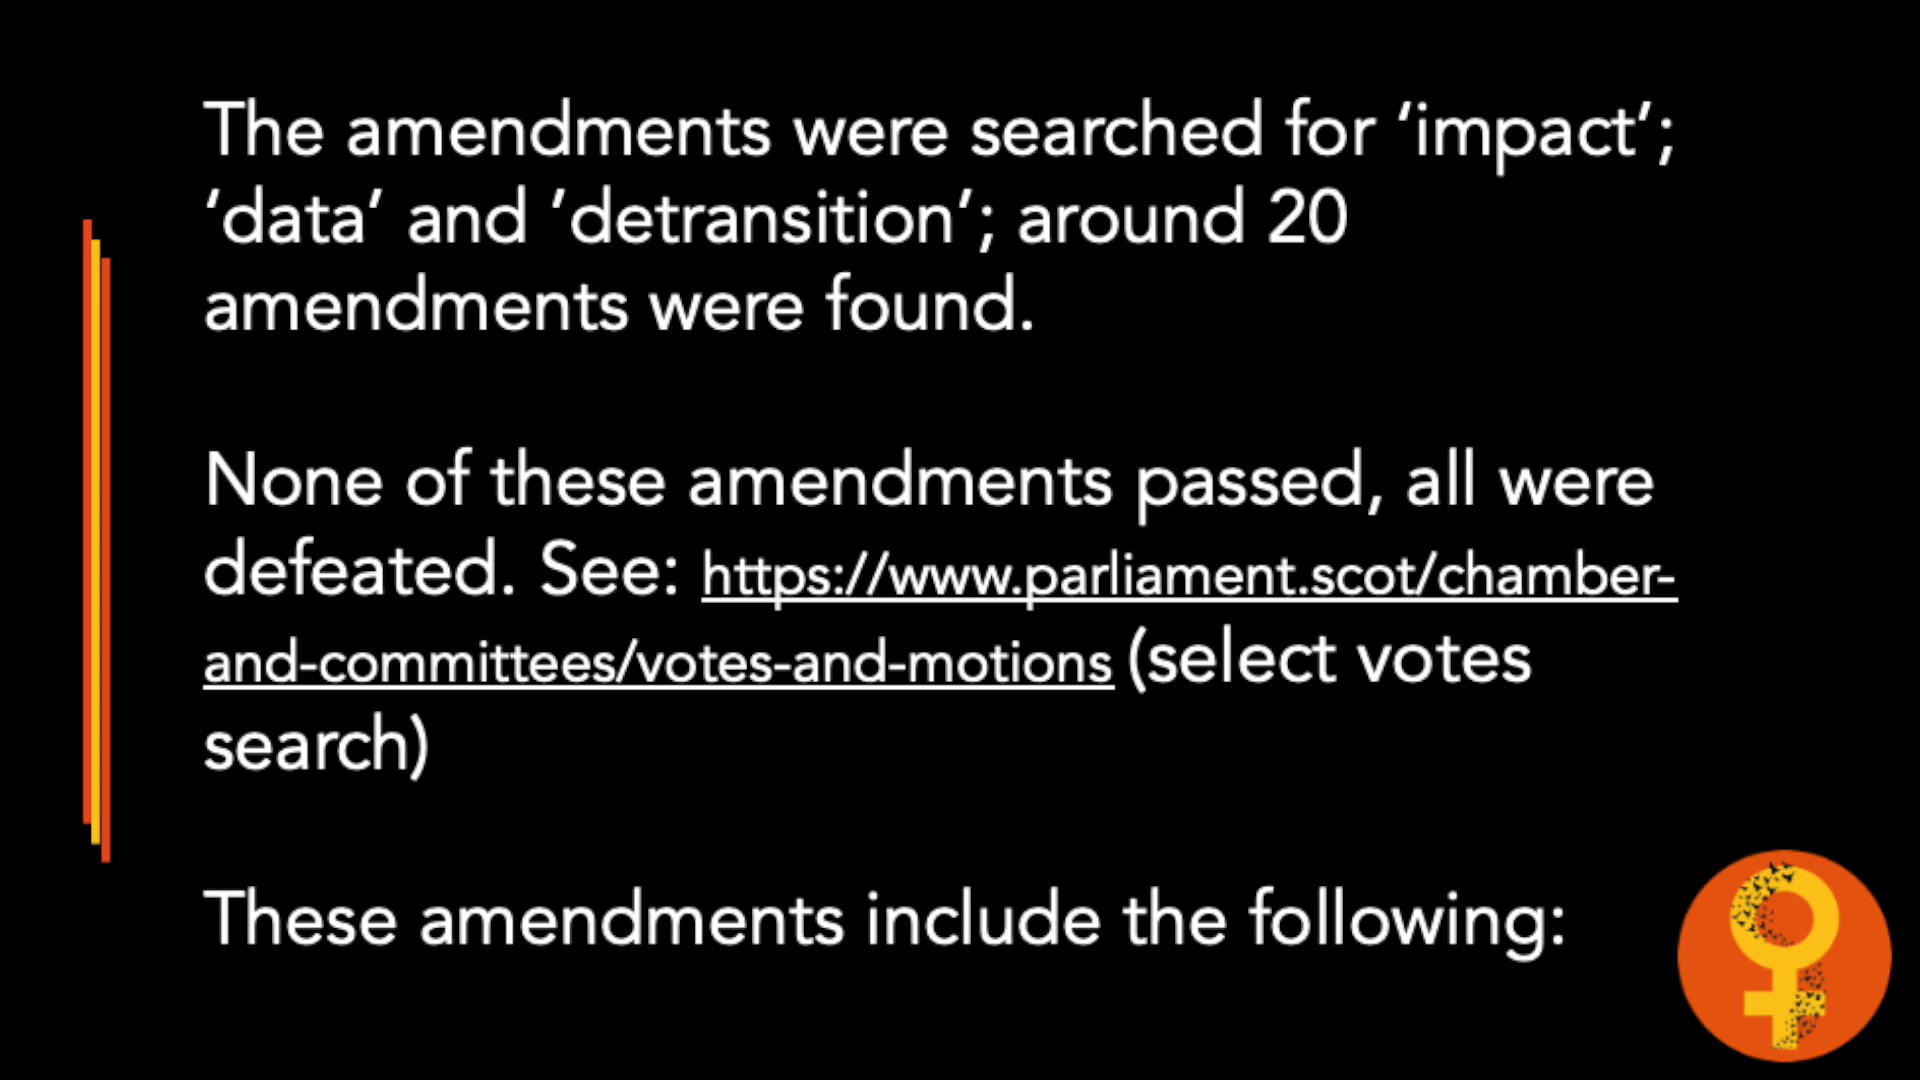 The amendments were searched for ‘impact’;
‘data’ and ’detransition’; around 20
amendments were found.
None of these amendments passed, all were
defeated. See: https://www.parliament.scot/chamber-
and-committees/votes-and-motions (select votes
search)
These amendments include the following: